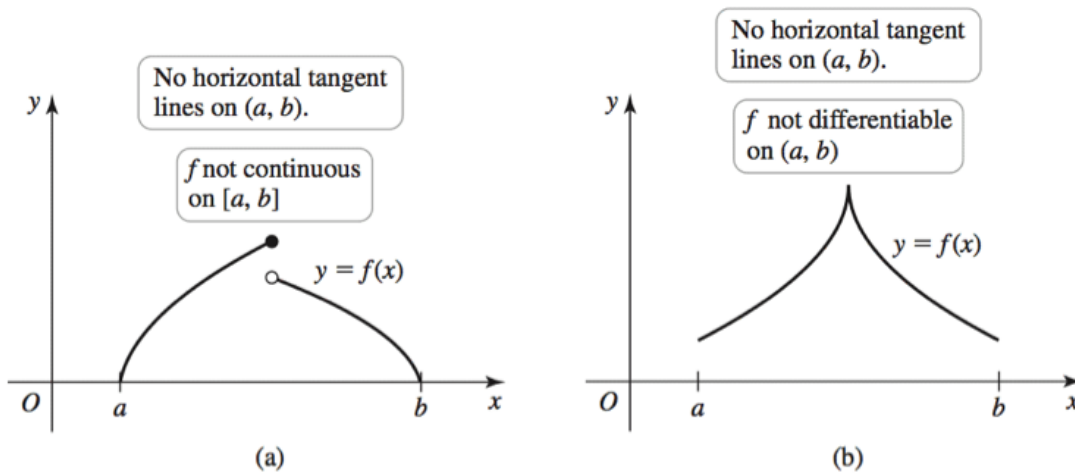 No horizontal tangent
lines on (a, b).
f not continuous
on [a, b]
y
y = f(x)
O
a
b
x
(a)
No horizontal tangent
lines on (a, b).
f not differentiable
on (a, b)
y
y = f(x)
O
a
b
x
(b)